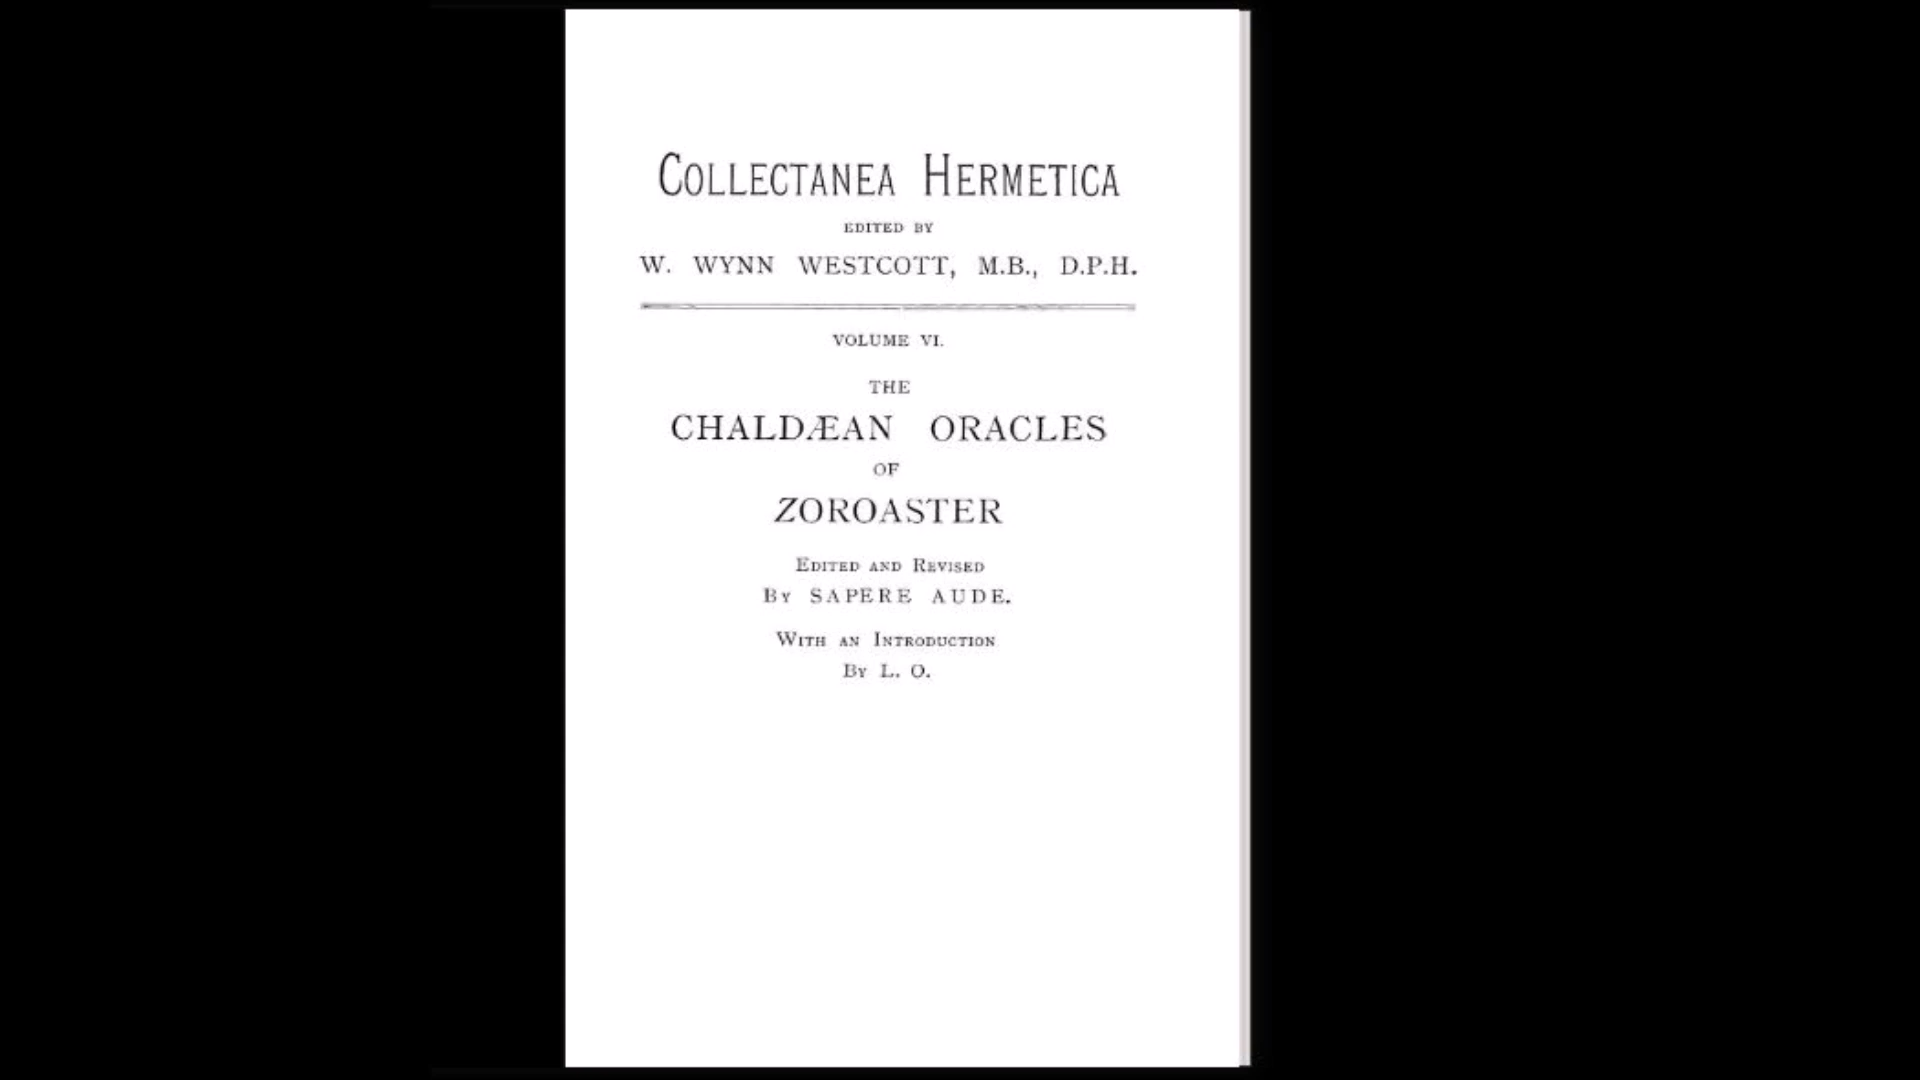 COLLECTANEA HERMETICA
EDITED BY
W. WYNN WESTCOTT, M.B., D.P.H.
VOLUME VI.
THE
CHALDÆAN ORACLES
OF
ZOROASTER
EDITED AND REVISED
BY SAPERE AUDE.
WITH AN INTRODUCTION
BY L. O.